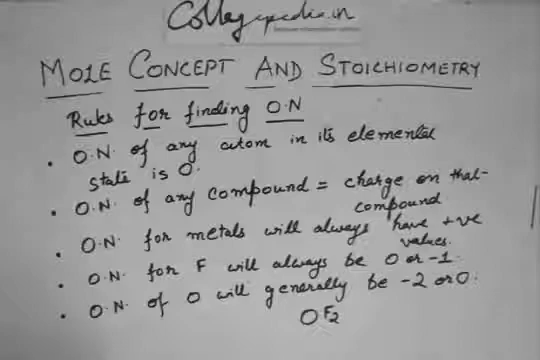 Collegepedia.in
MOLE CONCEPT AND STOICHIOMETRY
Rules for finding O.N
• O.N. of any atom in its elemental
state is 0.
• O.N. of any compound = charge on that
compound
• O.N. for metals will always have +ve
values.
• O.N. for F will always be 0 or -1.
• O.N. of O will generally be -2 or 0.
OF2